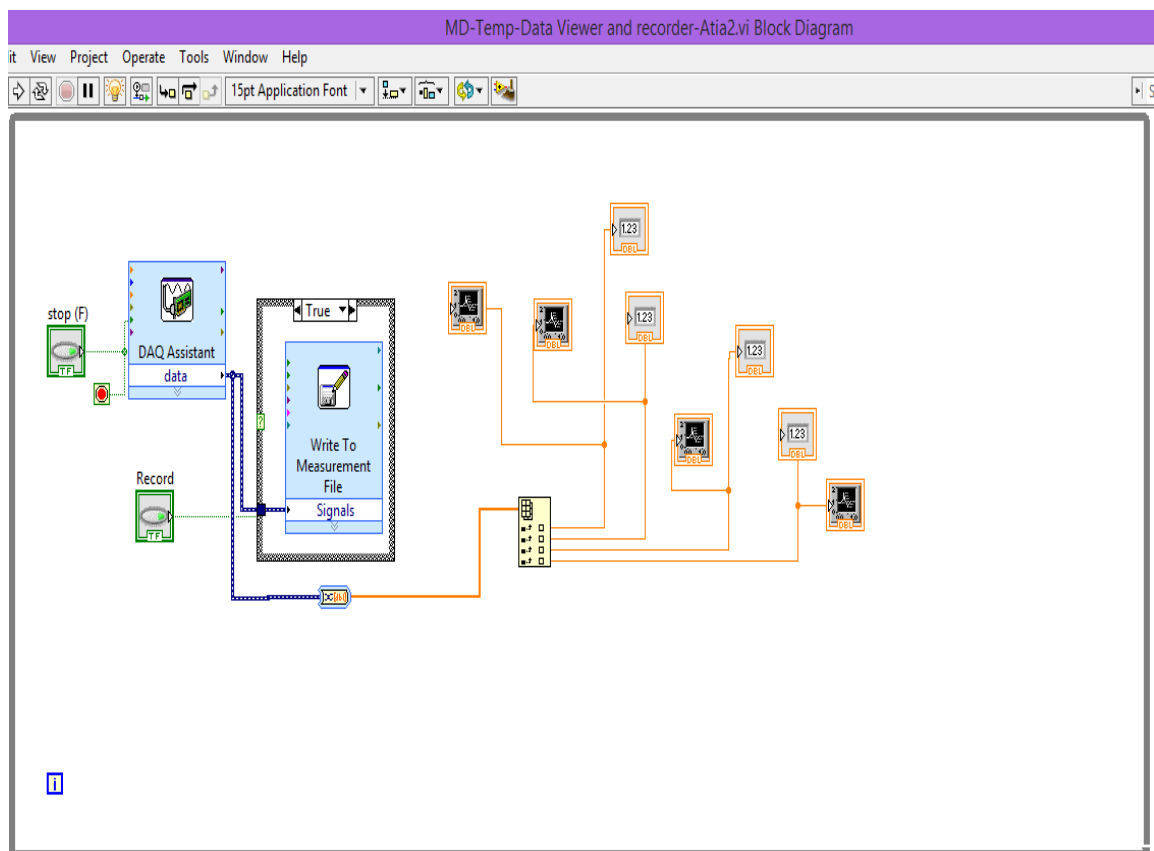 MD-Temp-Data Viewer and recorder-Atia2.vi Block Diagram
it View Project Operate Tools Window Help
15pt Application Font
S
1.23
DBL
DBL
DBL
1.23
DBL
stop (F)
TF
DAQ Assistant
data
True
?
Write To
Measurement
File
Signals
1.23
DBL
DBL
1.23
DBL
DBL
Record
TF
i